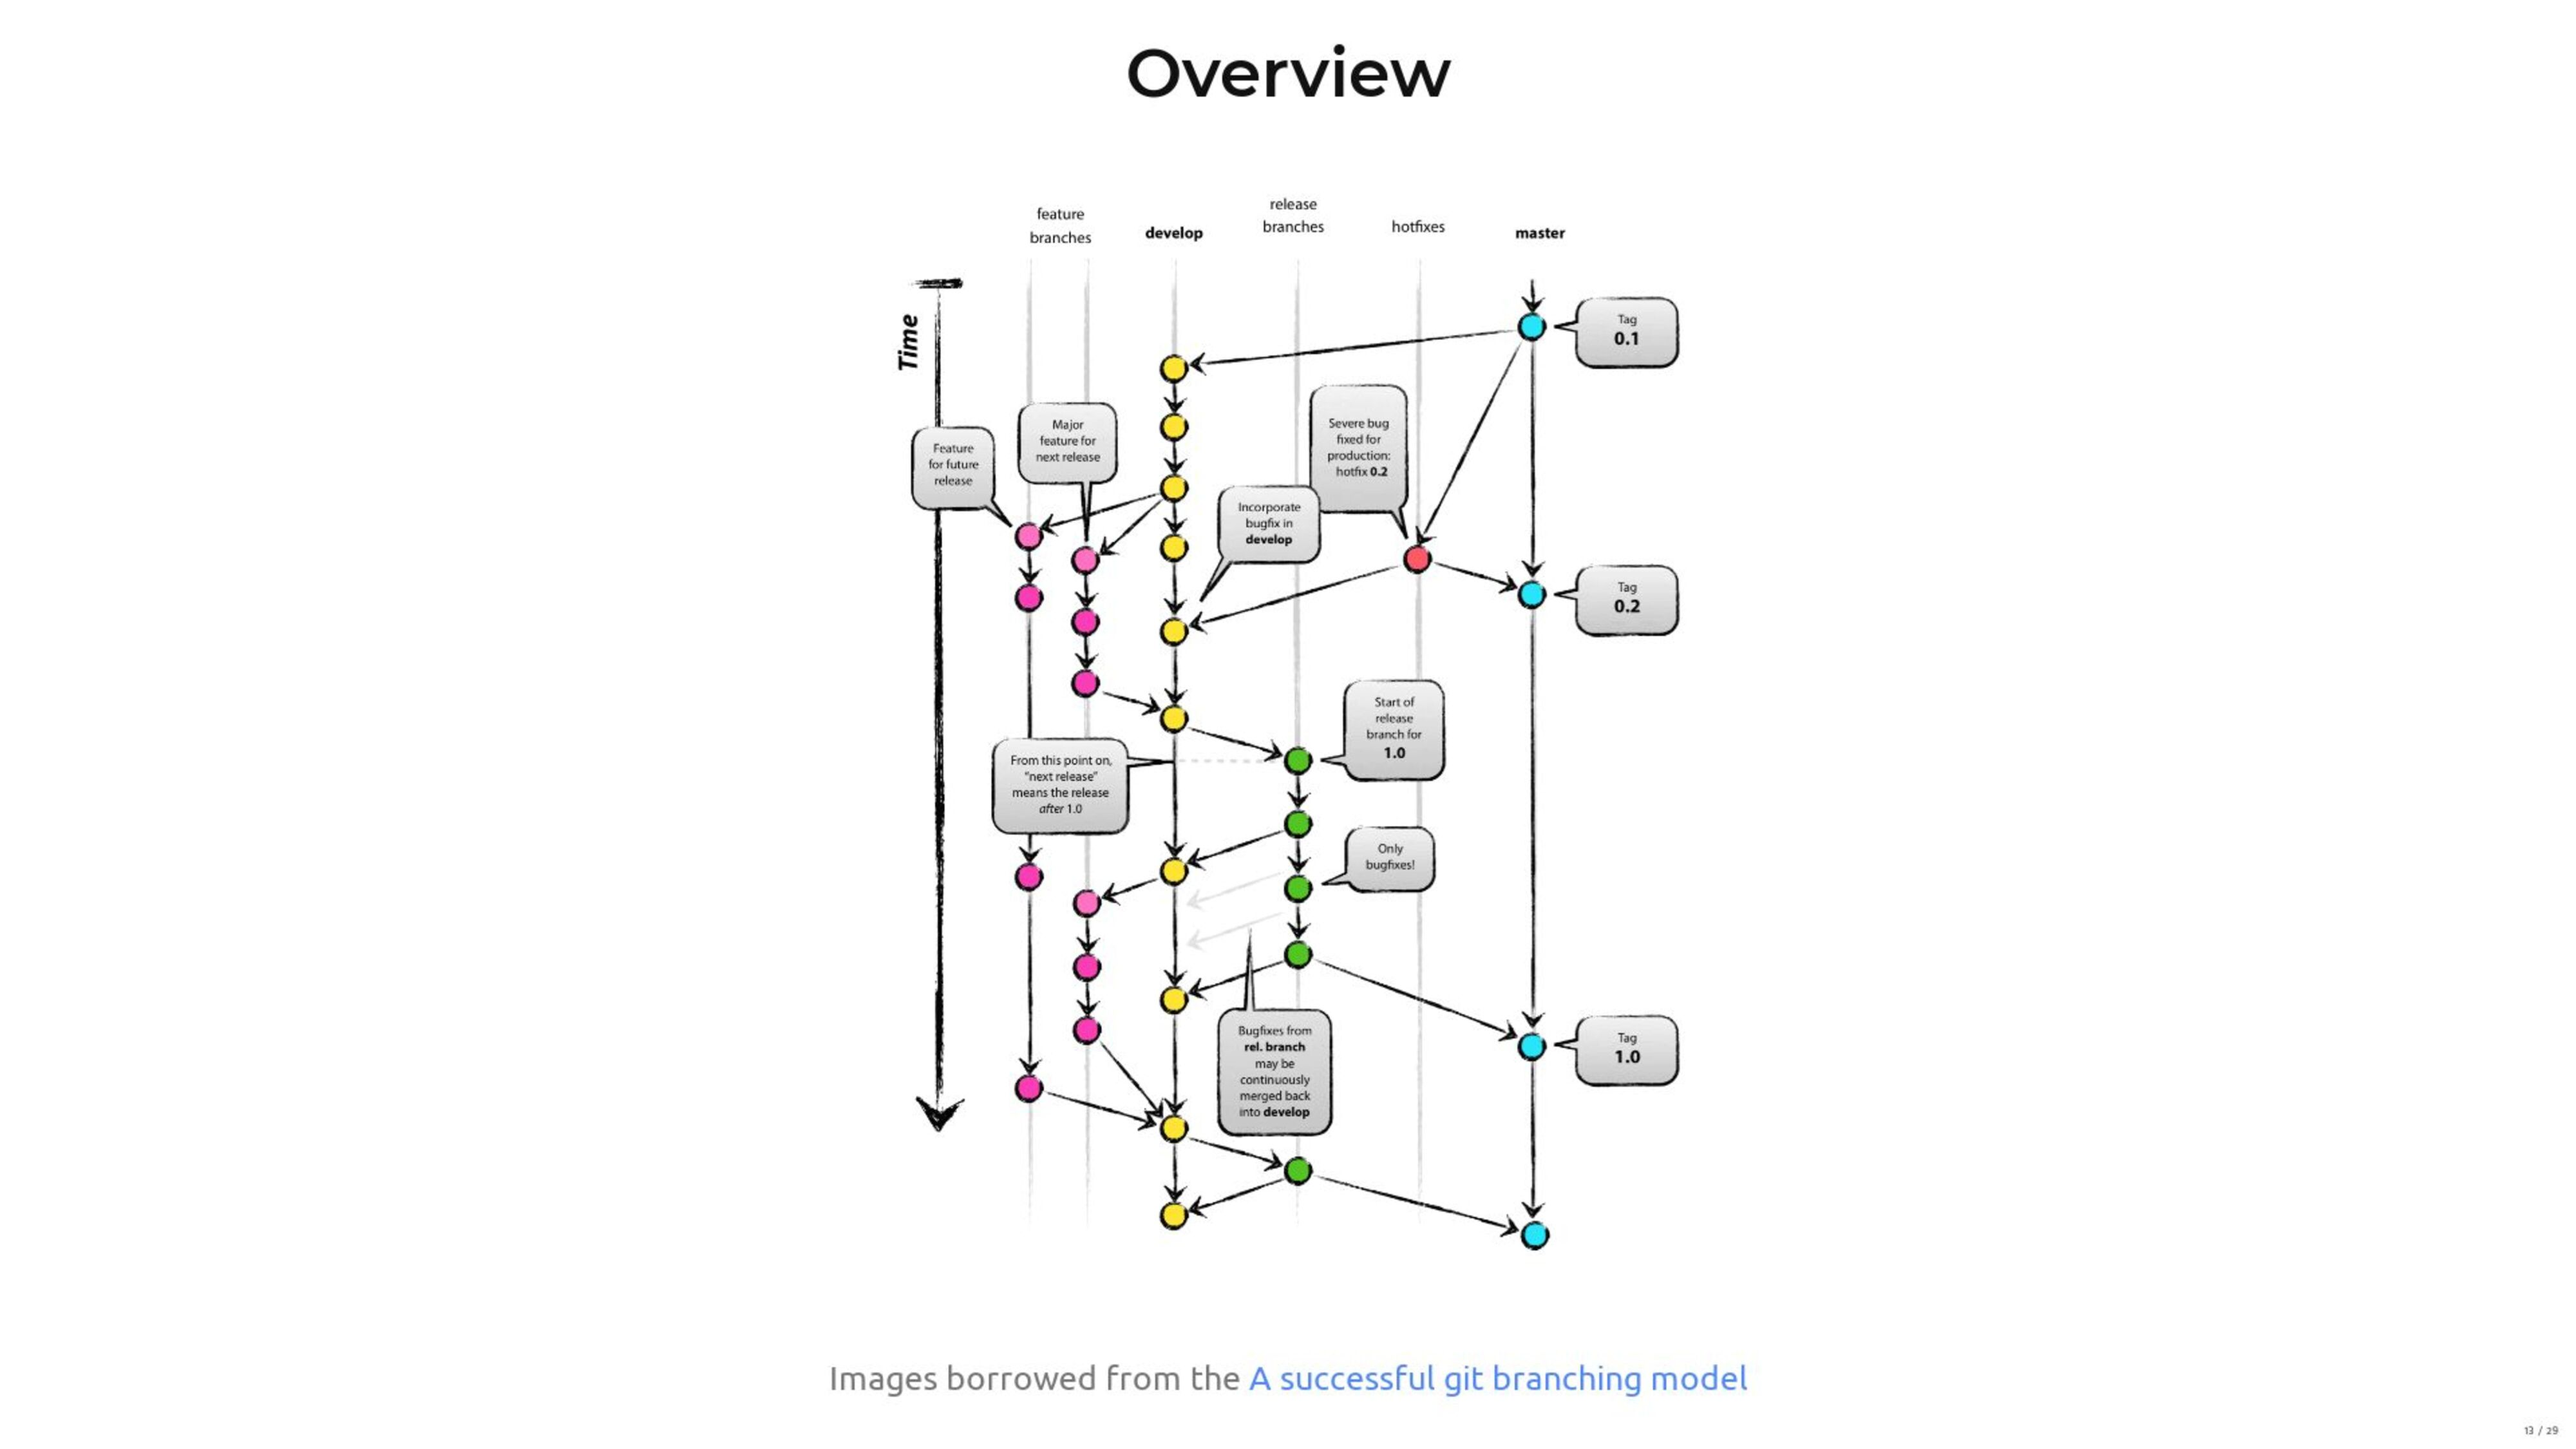 Overview
feature
branches
develop
release
branches
hotfixes
master
Time
Tag
0.1
Feature
for future
release
Major
feature for
next release
Severe bug
fixed for
production:
hotfix 0.2
Incorporate
bugfix in
develop
Tag
0.2
Start of
release
branch for
1.0
From this point on,
“next release”
means the release
after 1.0
Only
bugfixes!
Bugfixes from
rel. branch
may be
continuously
merged back
into develop
Tag
1.0
Images borrowed from the A successful git branching model
13 / 29